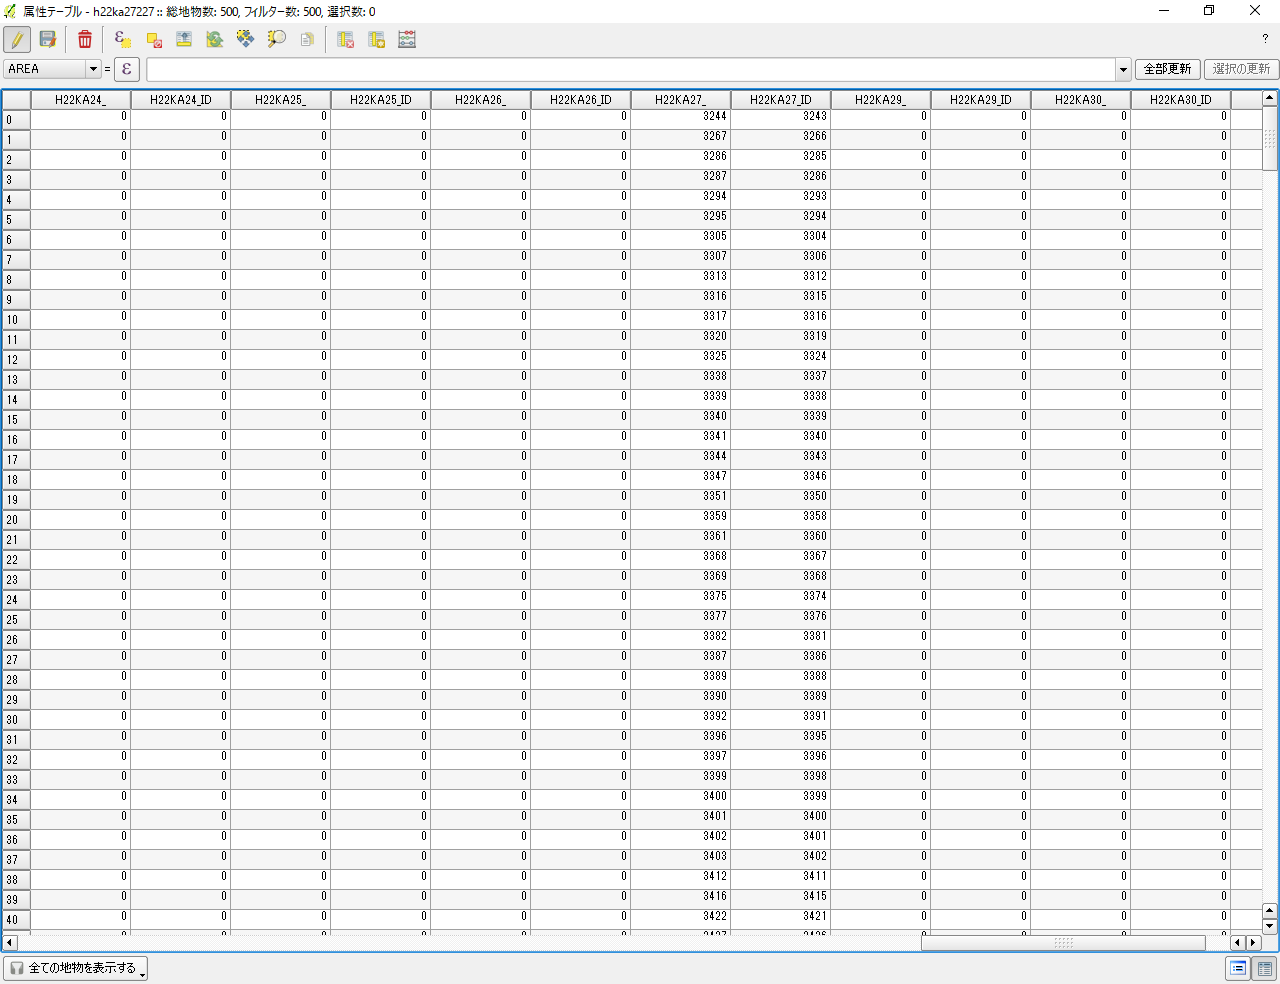 属性テーブル - h22ka27227 :: 総地物数: 500, フィルター数: 500, 選択数: 0
?
AREA = ε 全部更新 選択の更新
H22KA24_ H22KA24_ID H22KA25_ H22KA25_ID H22KA26_ H22KA26_ID H22KA27_ H22KA27_ID H22KA29_ H22KA29_ID H22KA30_ H22KA30_ID
0 0 0 0 0 0 0 3244 3243 0 0 0 0
1 0 0 0 0 0 0 3267 3266 0 0 0 0
2 0 0 0 0 0 0 3286 3285 0 0 0 0
3 0 0 0 0 0 0 3287 3286 0 0 0 0
4 0 0 0 0 0 0 3294 3293 0 0 0 0
5 0 0 0 0 0 0 3295 3294 0 0 0 0
6 0 0 0 0 0 0 3305 3304 0 0 0 0
7 0 0 0 0 0 0 3307 3306 0 0 0 0
8 0 0 0 0 0 0 3313 3312 0 0 0 0
9 0 0 0 0 0 0 3316 3315 0 0 0 0
10 0 0 0 0 0 0 3317 3316 0 0 0 0
11 0 0 0 0 0 0 3320 3319 0 0 0 0
12 0 0 0 0 0 0 3325 3324 0 0 0 0
13 0 0 0 0 0 0 3338 3337 0 0 0 0
14 0 0 0 0 0 0 3339 3338 0 0 0 0
15 0 0 0 0 0 0 3340 3339 0 0 0 0
16 0 0 0 0 0 0 3341 3340 0 0 0 0
17 0 0 0 0 0 0 3344 3343 0 0 0 0
18 0 0 0 0 0 0 3347 3346 0 0 0 0
19 0 0 0 0 0 0 3351 3350 0 0 0 0
20 0 0 0 0 0 0 3359 3358 0 0 0 0
21 0 0 0 0 0 0 3361 3360 0 0 0 0
22 0 0 0 0 0 0 3368 3367 0 0 0 0
23 0 0 0 0 0 0 3369 3368 0 0 0 0
24 0 0 0 0 0 0 3375 3374 0 0 0 0
25 0 0 0 0 0 0 3377 3376 0 0 0 0
26 0 0 0 0 0 0 3382 3381 0 0 0 0
27 0 0 0 0 0 0 3387 3386 0 0 0 0
28 0 0 0 0 0 0 3389 3388 0 0 0 0
29 0 0 0 0 0 0 3390 3389 0 0 0 0
30 0 0 0 0 0 0 3392 3391 0 0 0 0
31 0 0 0 0 0 0 3396 3395 0 0 0 0
32 0 0 0 0 0 0 3397 3396 0 0 0 0
33 0 0 0 0 0 0 3399 3398 0 0 0 0
34 0 0 0 0 0 0 3400 3399 0 0 0 0
35 0 0 0 0 0 0 3401 3400 0 0 0 0
36 0 0 0 0 0 0 3402 3401 0 0 0 0
37 0 0 0 0 0 0 3403 3402 0 0 0 0
38 0 0 0 0 0 0 3412 3411 0 0 0 0
39 0 0 0 0 0 0 3416 3415 0 0 0 0
40 0 0 0 0 0 0 3422 3421 0 0 0 0
全ての地物を表示する